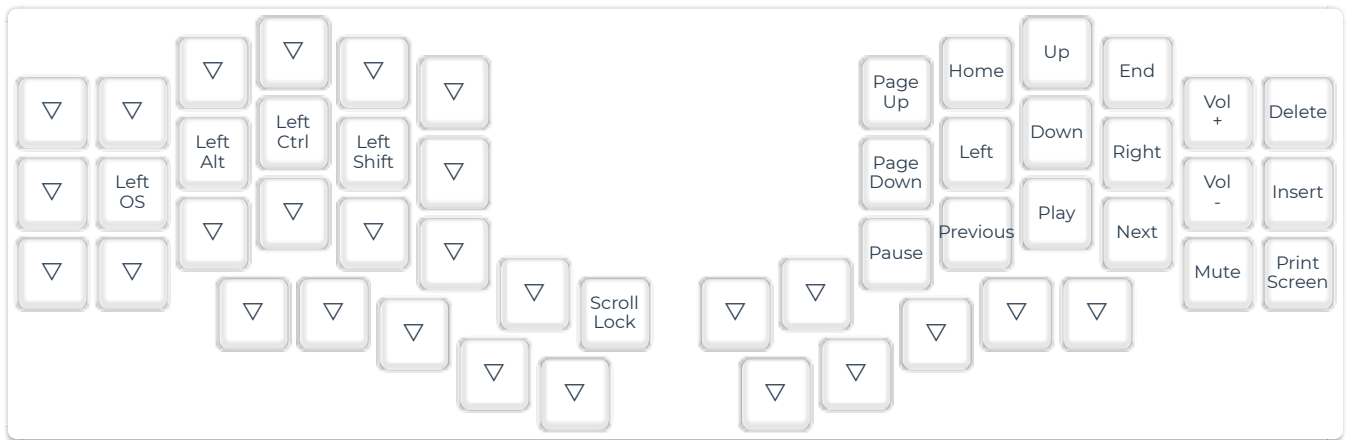 ▽ ▽ ▽ ▽ ▽ ▽ Page Up Home Up End Vol + Delete
▽ Left OS Left Alt Left Ctrl Left Shift ▽ Page Down Left Down Right Vol - Insert
▽ ▽ ▽ ▽ ▽ ▽ ▽ Scroll Lock ▽ ▽ Pause Previous Play Next Mute Print Screen
▽ ▽ ▽ ▽ ▽ ▽ ▽ ▽ ▽ ▽